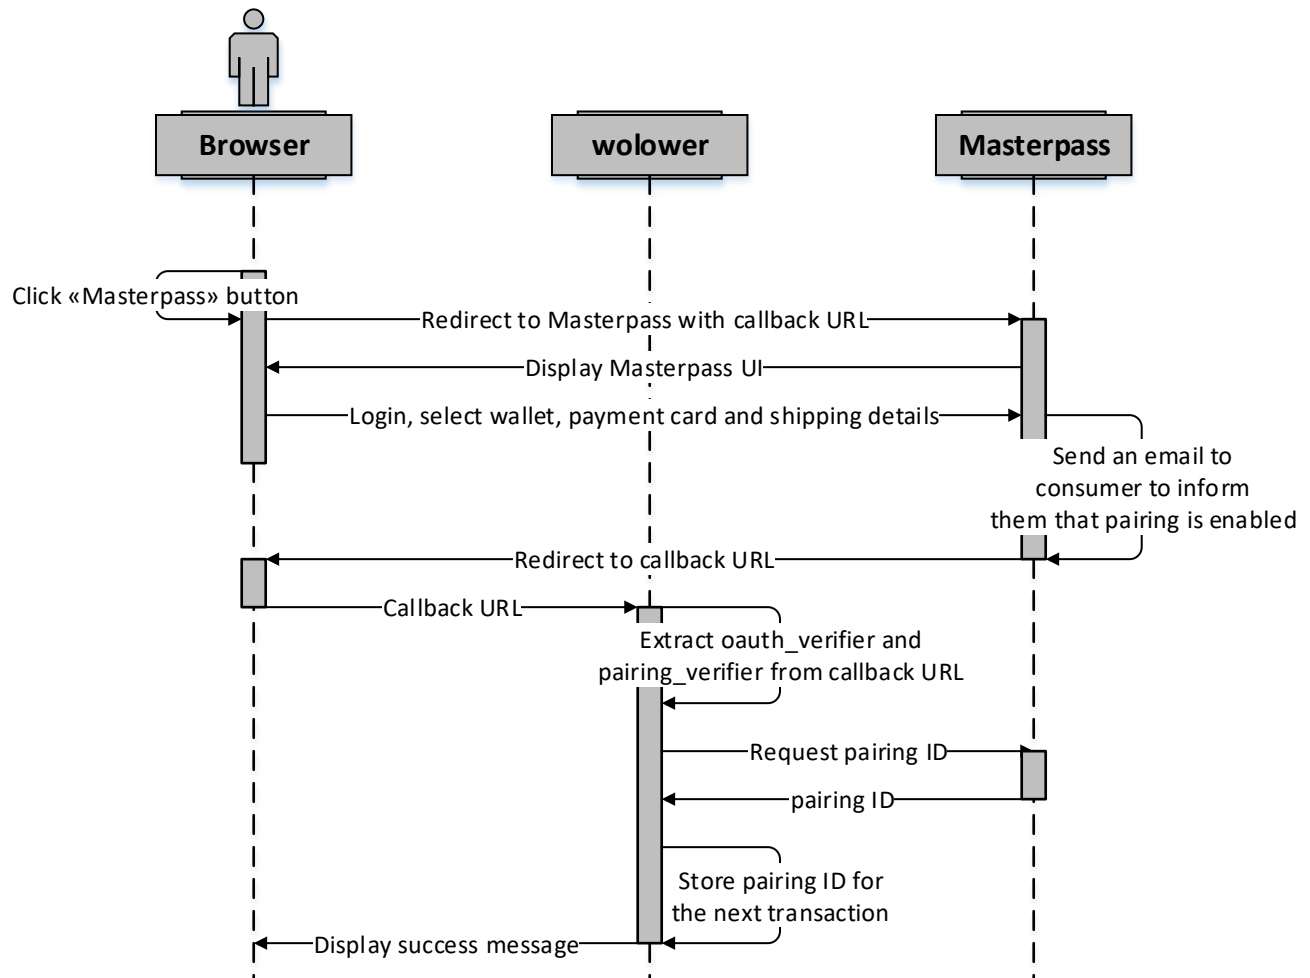 Browser
wolower
Masterpass
Click «Masterpass» button
Redirect to Masterpass with callback URL
Display Masterpass UI
Login, select wallet, payment card and shipping details
Send an email to
consumer to inform
them that pairing is enabled
Redirect to callback URL
Callback URL
Extract oauth_verifier and
pairing_verifier from callback URL
Request pairing ID
pairing ID
Store pairing ID for
the next transaction
Display success message